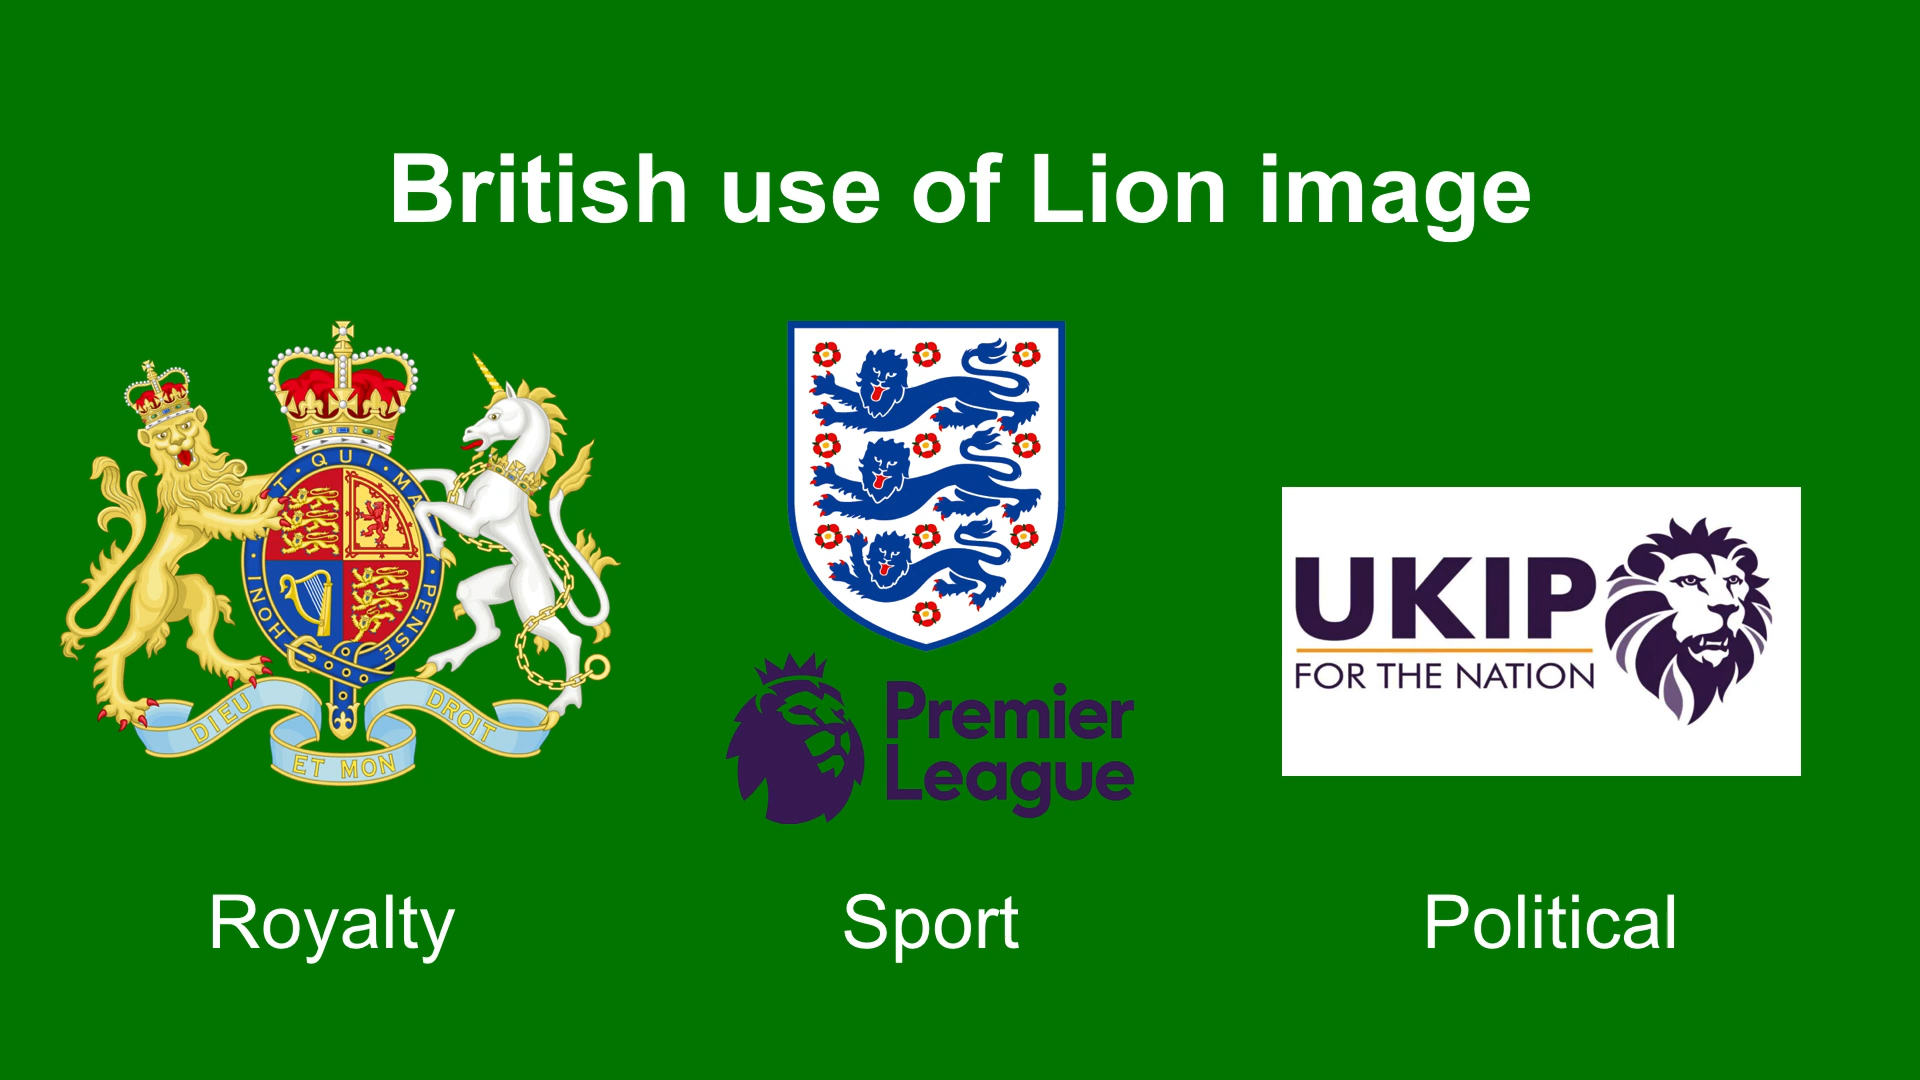 British use of Lion image
T · QUI · MA
Y · PENSE
· HONI
DIEU
ET MON
DROIT
Premier
League
UKIP
FOR THE NATION
Royalty
Sport
Political